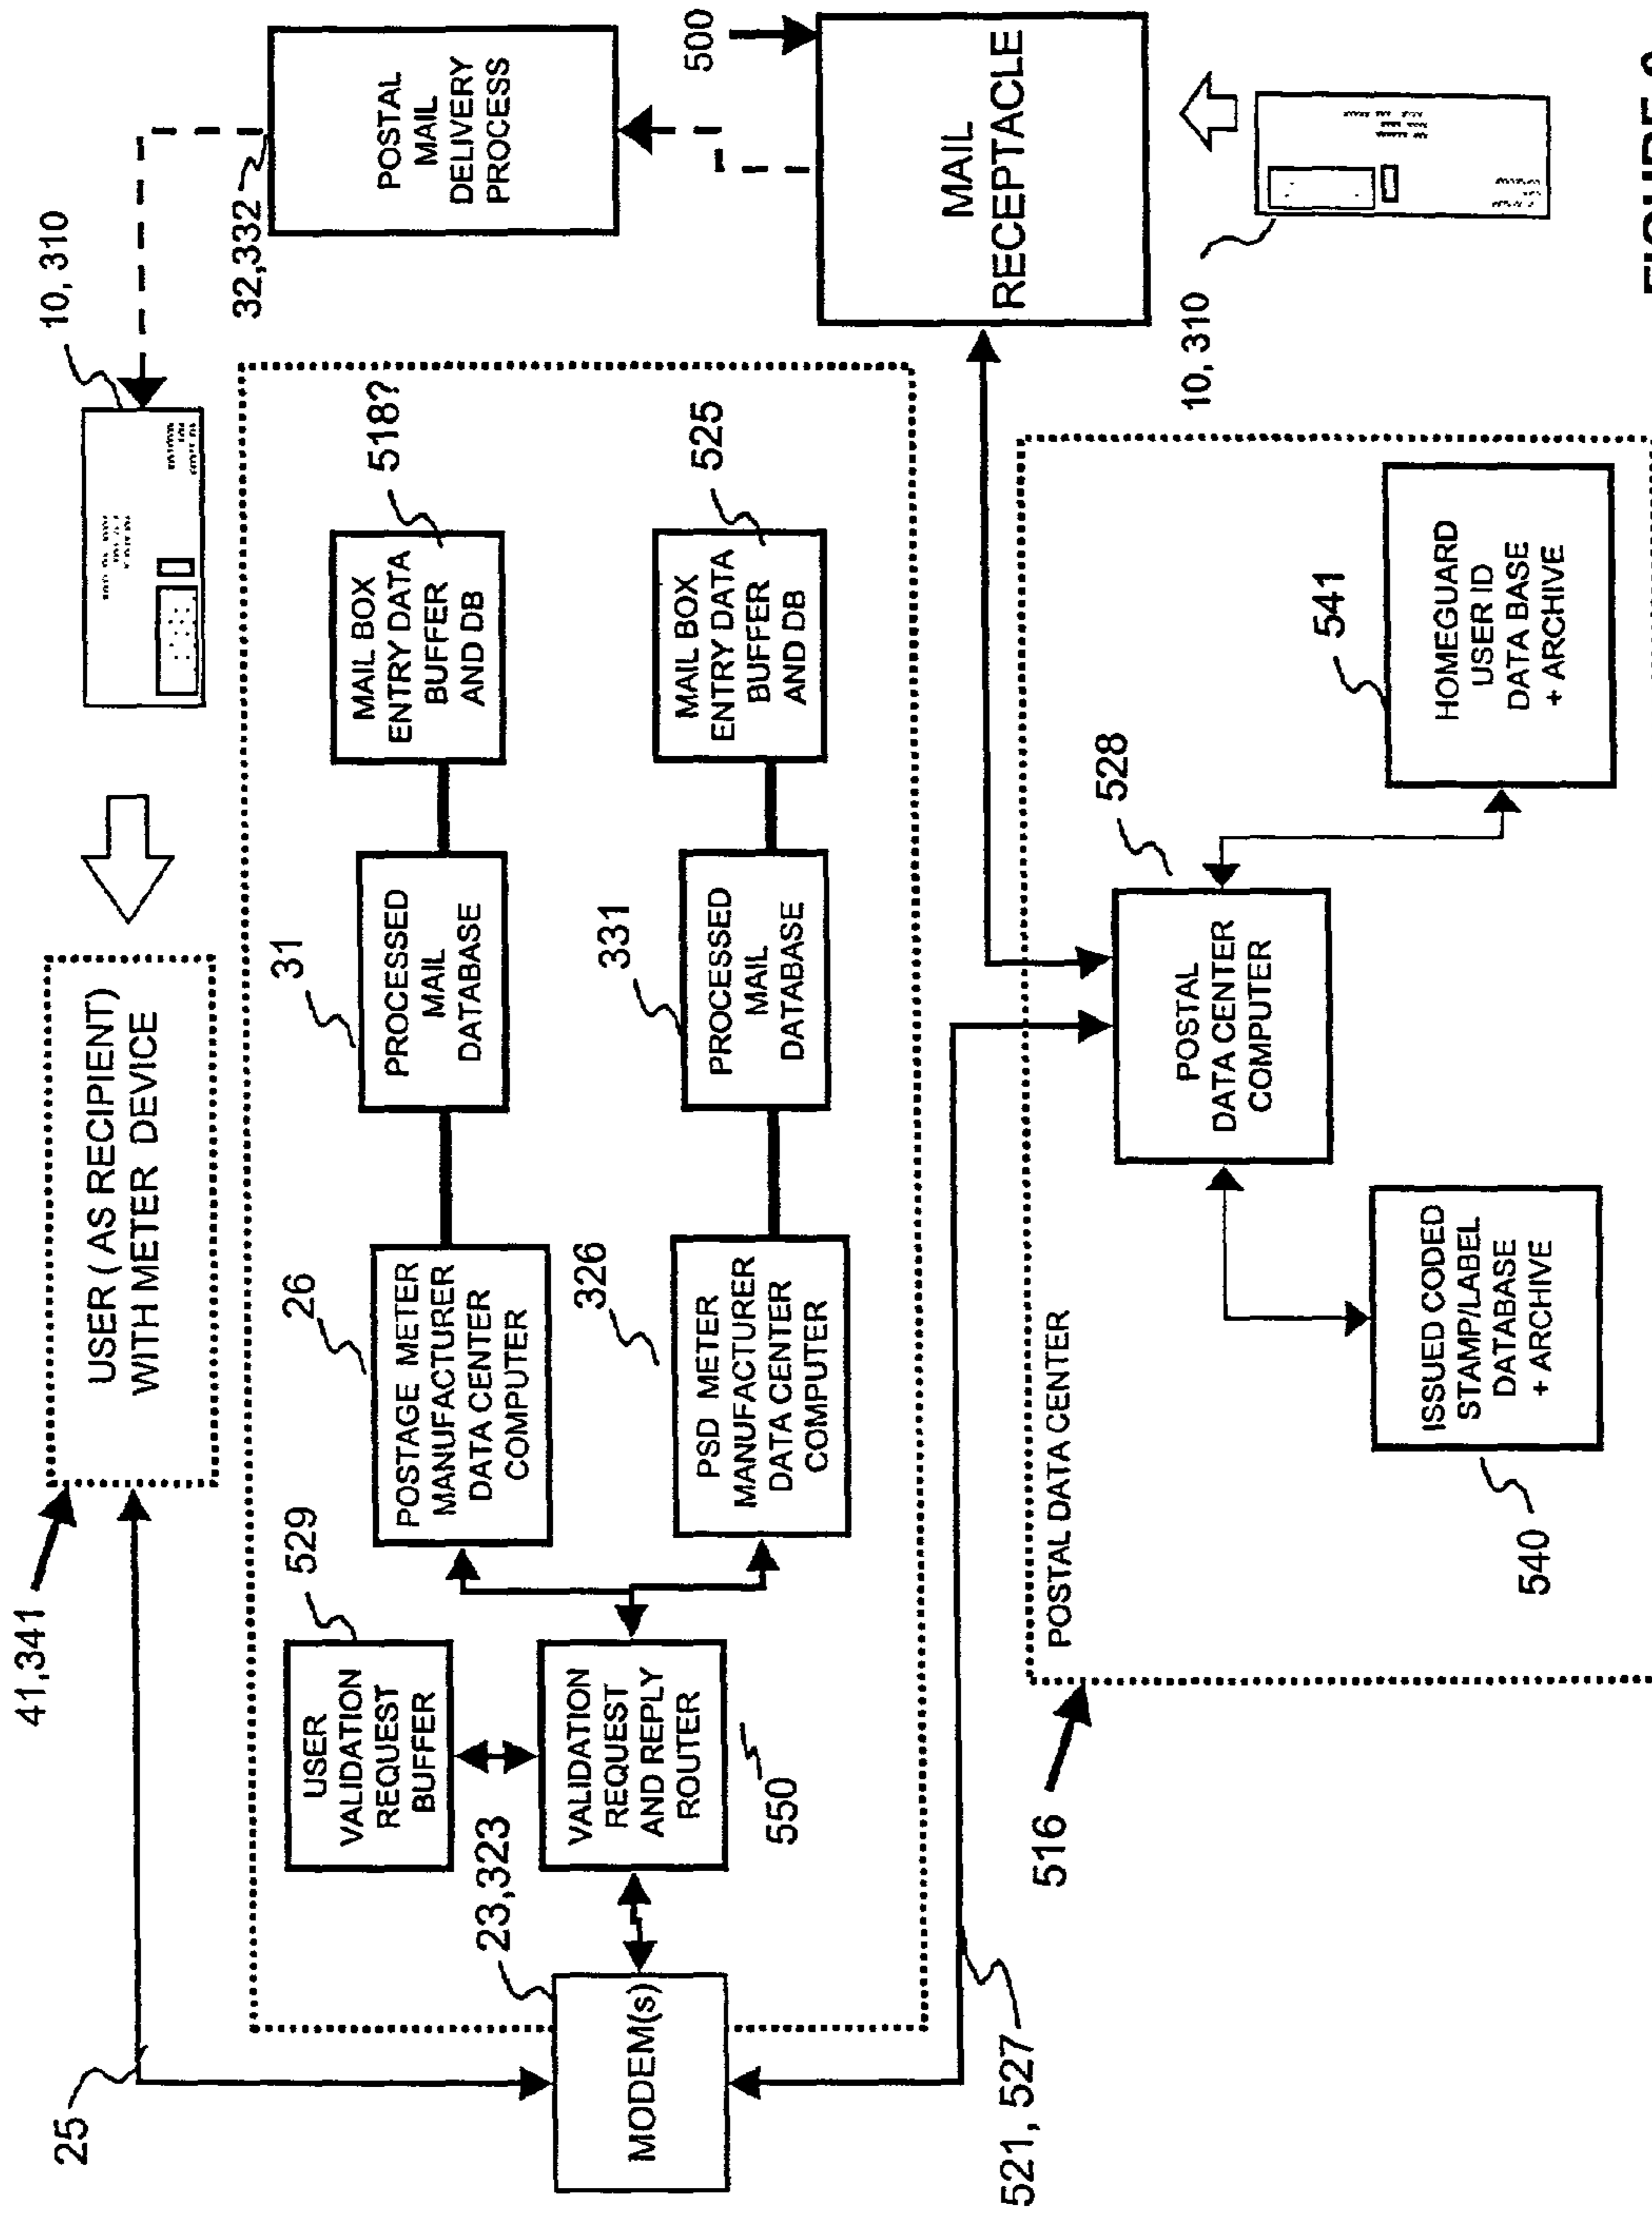 41,341
USER ( AS RECIPIENT)
WITH METER DEVICE
10, 310
25
32,332
POSTAL
MAIL
DELIVERY
PROCESS
500
MAIL
RECEPTACLE
10, 310
529
USER
VALIDATION
REQUEST
BUFFER
26
POSTAGE METER
MANUFACTURER
DATA CENTER
COMPUTER
31
PROCESSED
MAIL
DATABASE
518?
MAIL BOX
ENTRY DATA
BUFFER
AND DB
23,323
MODEM(s)
VALIDATION
REQUEST
AND REPLY
ROUTER
550
326
PSD METER
MANUFACTURER
DATA CENTER
COMPUTER
331
PROCESSED
MAIL
DATABASE
525
MAIL BOX
ENTRY DATA
BUFFER
AND DB
521, 527
516
POSTAL DATA CENTER
528
POSTAL
DATA CENTER
COMPUTER
540
ISSUED CODED
STAMP/LABEL
DATABASE
+ ARCHIVE
541
HOMEGUARD
USER ID
DATA BASE
+ ARCHIVE